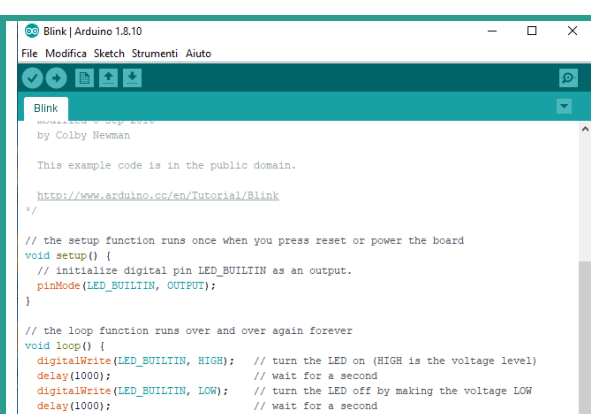 Blink | Arduino 1.8.10
File Modifica Sketch Strumenti Aiuto
Blink
modified 8 Sep 2016
by Colby Newman
This example code is in the public domain.
http://www.arduino.cc/en/Tutorial/Blink
*/
// the setup function runs once when you press reset or power the board
void setup() {
// initialize digital pin LED_BUILTIN as an output.
pinMode(LED_BUILTIN, OUTPUT);
}
// the loop function runs over and over again forever
void loop() {
digitalWrite(LED_BUILTIN, HIGH); // turn the LED on (HIGH is the voltage level)
delay(1000); // wait for a second
digitalWrite(LED_BUILTIN, LOW); // turn the LED off by making the voltage LOW
delay(1000); // wait for a second